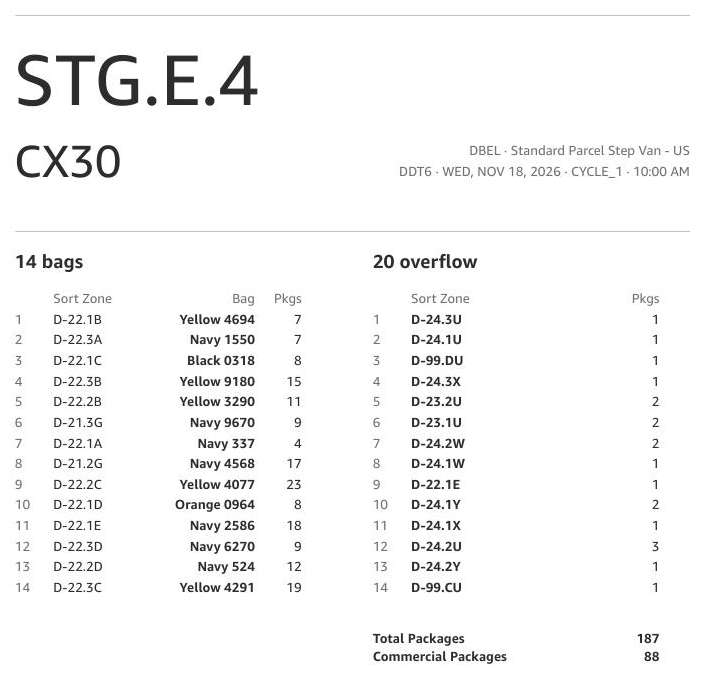 STG.E.4
CX30
DBEL · Standard Parcel Step Van - US
DDT6 · WED, NOV 18, 2026 · CYCLE_1 · 10:00 AM
14 bags
Sort Zone Bag Pkgs
1 D-22.1B Yellow 4694 7
2 D-22.3A Navy 1550 7
3 D-22.1C Black 0318 8
4 D-22.3B Yellow 9180 15
5 D-22.2B Yellow 3290 11
6 D-21.3G Navy 9670 9
7 D-22.1A Navy 337 4
8 D-21.2G Navy 4568 17
9 D-22.2C Yellow 4077 23
10 D-22.1D Orange 0964 8
11 D-22.1E Navy 2586 18
12 D-22.3D Navy 6270 9
13 D-22.2D Navy 524 12
14 D-22.3C Yellow 4291 19
20 overflow
Sort Zone Pkgs
1 D-24.3U 1
2 D-24.1U 1
3 D-99.DU 1
4 D-24.3X 1
5 D-23.2U 2
6 D-23.1U 2
7 D-24.2W 2
8 D-24.1W 1
9 D-22.1E 1
10 D-24.1Y 2
11 D-24.1X 1
12 D-24.2U 3
13 D-24.2Y 1
14 D-99.CU 1
Total Packages 187
Commercial Packages 88